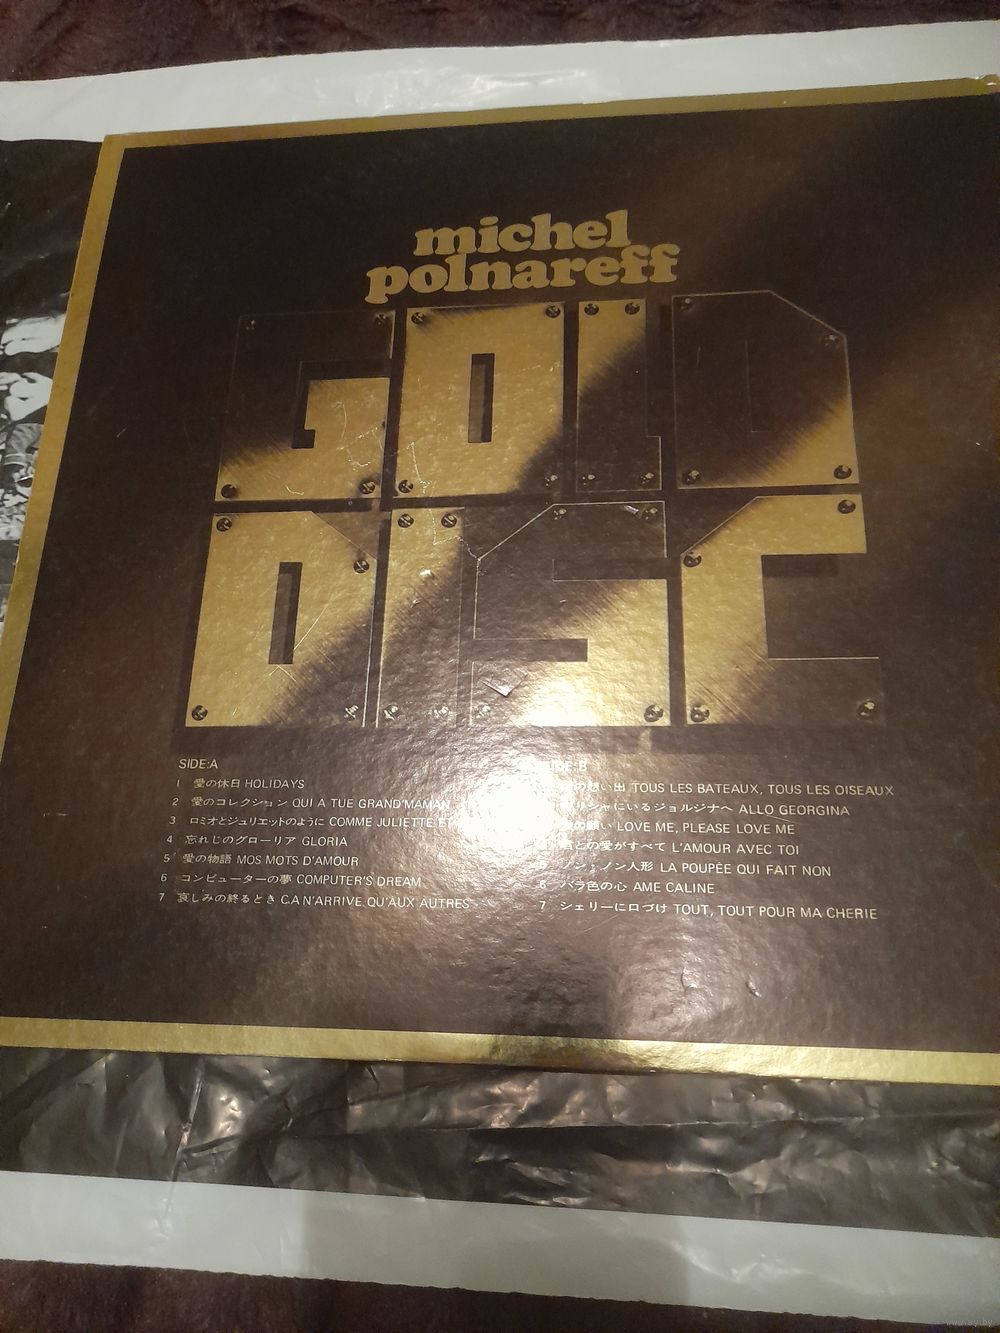 michel
polnareff
GOLD
DISC
SIDE:A
1 愛の休日 HOLIDAYS
2 愛のコレクション QUI A TUE GRAND'MAMAN
3 ロミオとジュリエットのように COMME JULIETTE ET
4 忘れじのグローリア GLORIA
5 愛の物語 MOS MOTS D'AMOUR
6 コンピューターの夢 COMPUTER'S DREAM
7 哀しみの終るとき C,A N'ARRIVE QU'AUX AUTRES
B
い出 TOUS LES BATEAUX, TOUS LES OISEAUX
にいるジョルジナへ ALLO GEORGINA
い LOVE ME, PLEASE LOVE ME
との愛がすべて L'AMOUR AVEC TOI
ノン人形 LA POUPÉE QUI FAIT NON
6 バラ色の心 AME CALINE
7 シェリーに口づけ TOUT, TOUT POUR MA CHERIE
www.ay.by